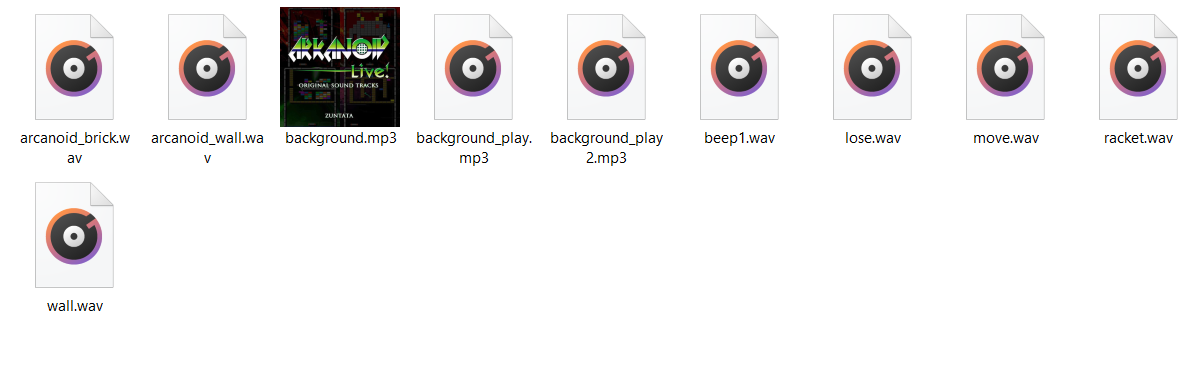 ARKANOID
Live!
ORIGINAL SOUND TRACKS
ZUNTATA
arcanoid_brick.w
av
arcanoid_wall.wa
v
background.mp3
background_play.
mp3
background_play
2.mp3
beep1.wav
lose.wav
move.wav
racket.wav
wall.wav